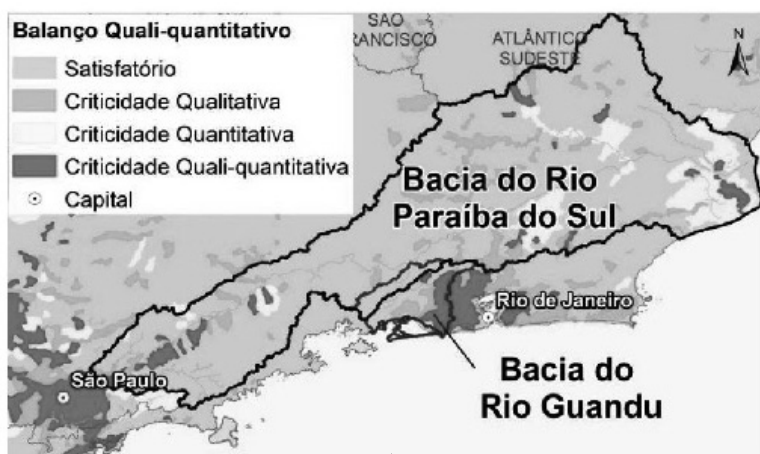 Balanço Quali-quantitativo
Satisfatório
Criticidade Qualitativa
Criticidade Quantitativa
Criticidade Quali-quantitativa
Capital
SÃO
RANCISCO
ATLÂNTICO
SUDESTE
N
Bacia do Rio
Paraíba do Sul
Rio de Janeiro
São Paulo
Bacia do
Rio Guandu